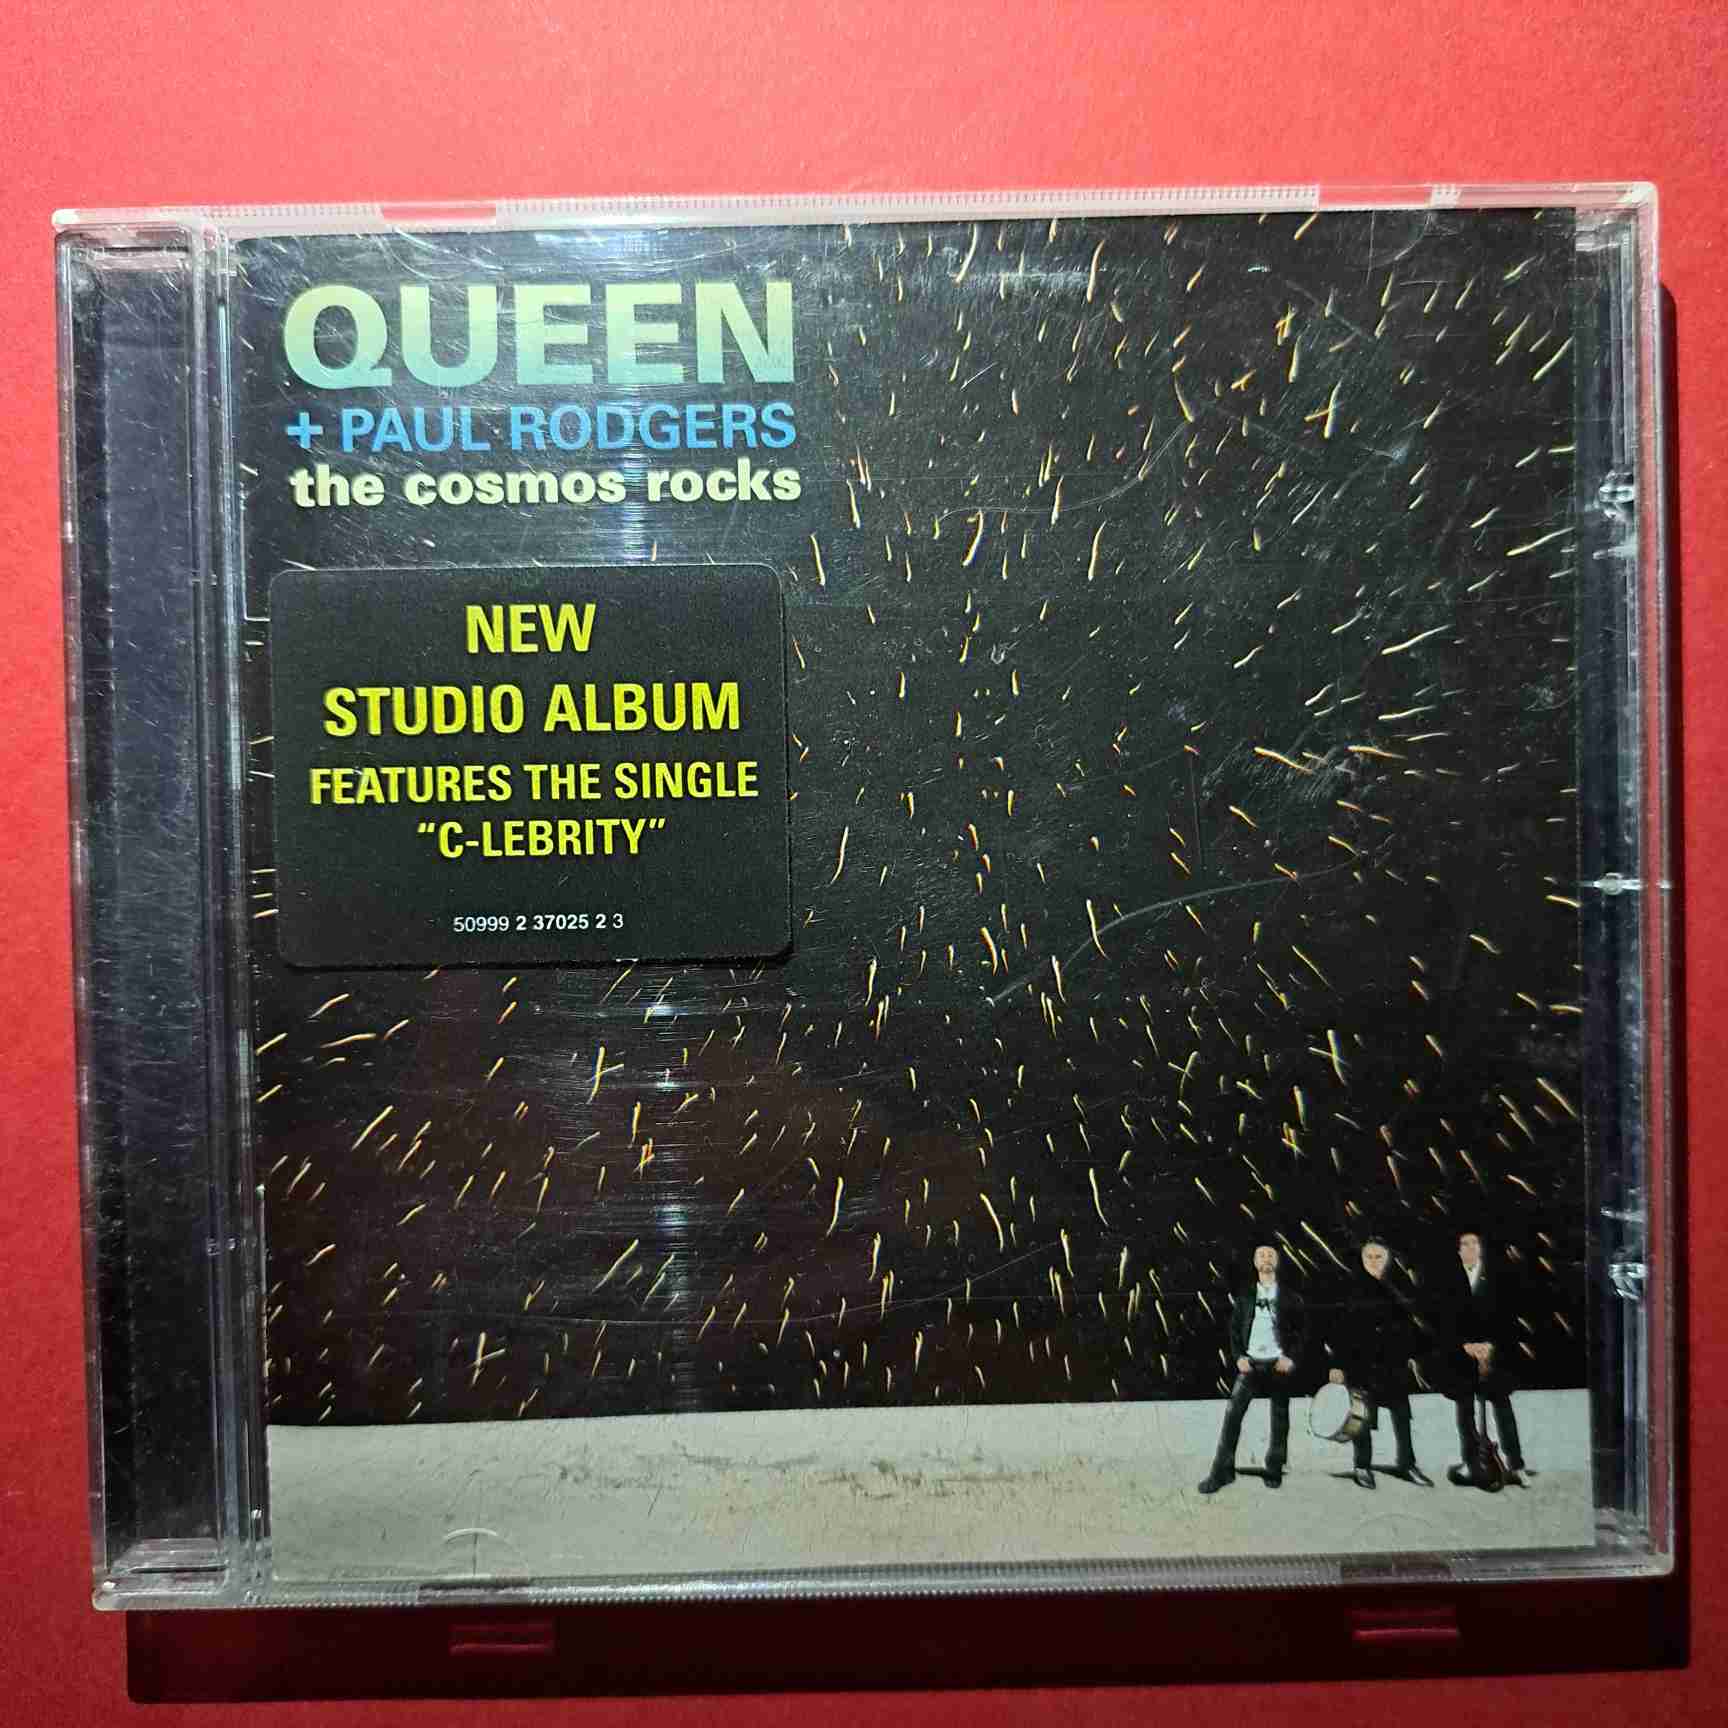 QUEEN
+ PAUL RODGERS
the cosmos rocks
NEW
STUDIO ALBUM
FEATURES THE SINGLE
“C-LEBRITY”
50999 2 37025 2 3